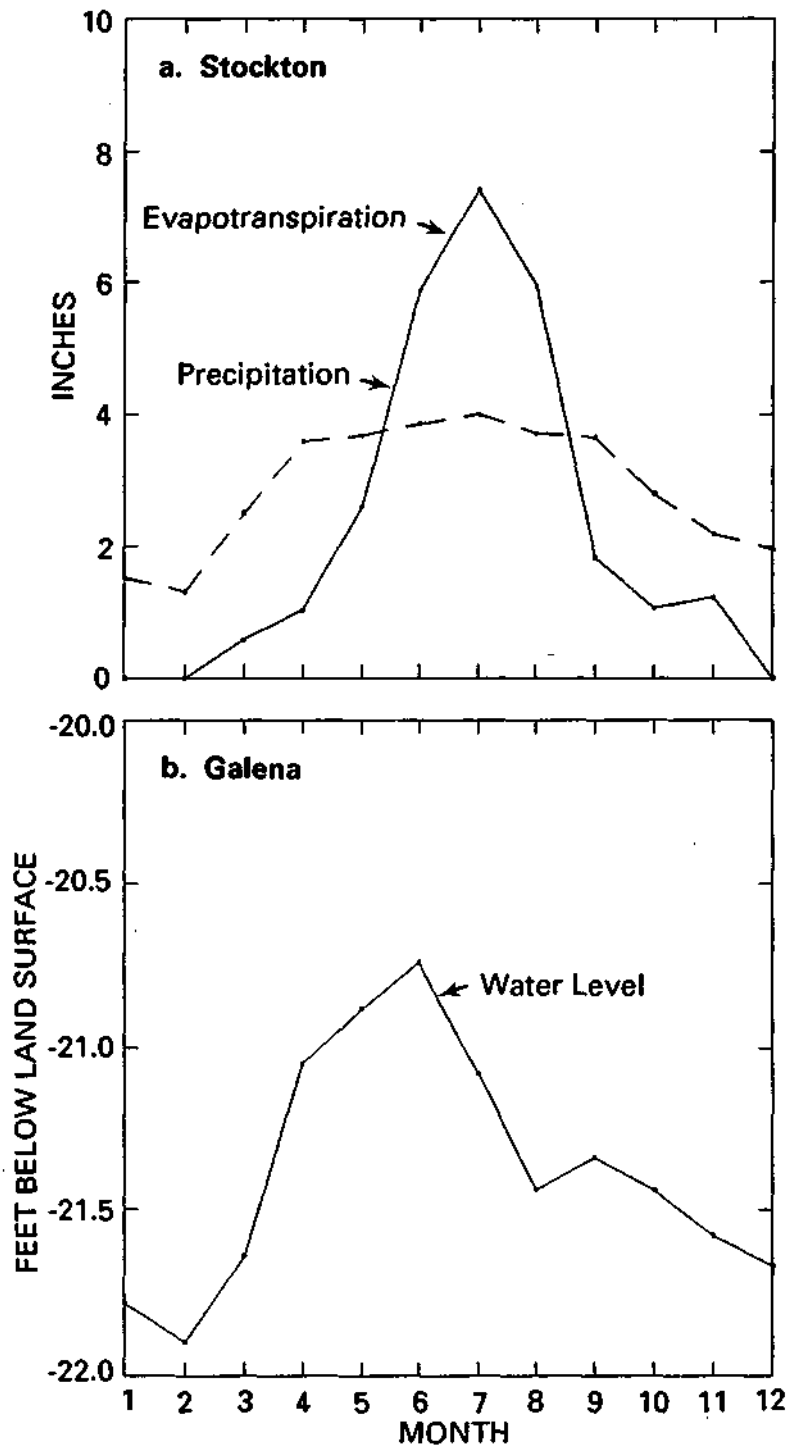 10
a. Stockton
8
Evapotranspiration
6
INCHES
Precipitation
4
2
0
-20.0
b. Galena
-20.5
FEET BELOW LAND SURFACE
Water Level
-21.0
-21.5
-22.0
1 2 3 4 5 6 7 8 9 10 11 12
MONTH